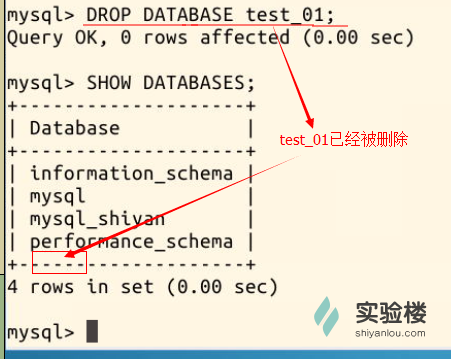 mysql> DROP DATABASE test_01;
Query OK, 0 rows affected (0.00 sec)
mysql> SHOW DATABASES;
+--------------------+
| Database           |
+--------------------+
test_01已经被删除
| information_schema |
| mysql              |
| mysql_shiyan       |
| performance_schema |
+--------------------+
4 rows in set (0.00 sec)
实验楼
shiyanlou.com
mysql>